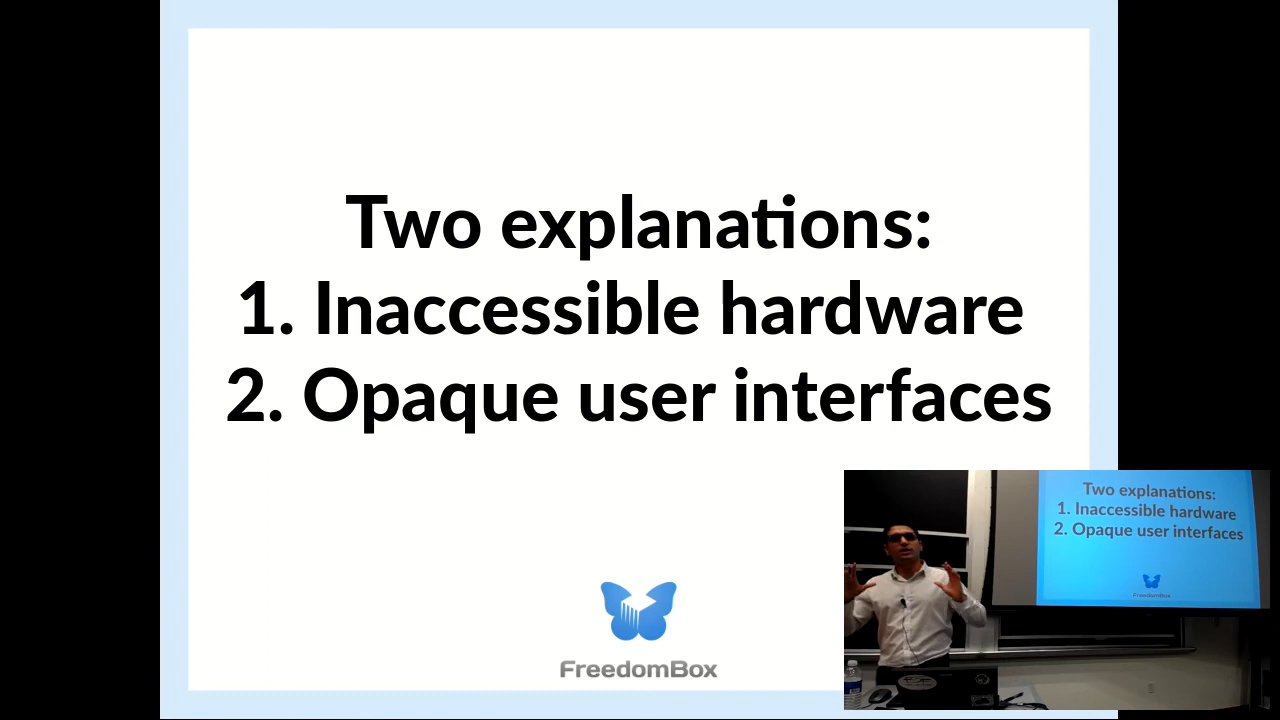 Two explanations:
1. Inaccessible hardware
2. Opaque user interfaces
FreedomBox
Two explanations:
1. Inaccessible hardware
2. Opaque user interfaces
FreedomBox